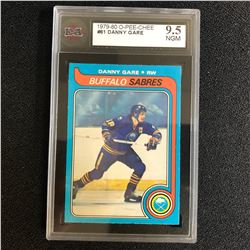 1979-80 O-PEE-CHEE
#61 DANNY GARE
9.5
NGM
DANNY GARE • RW
BUFFALO SABRES